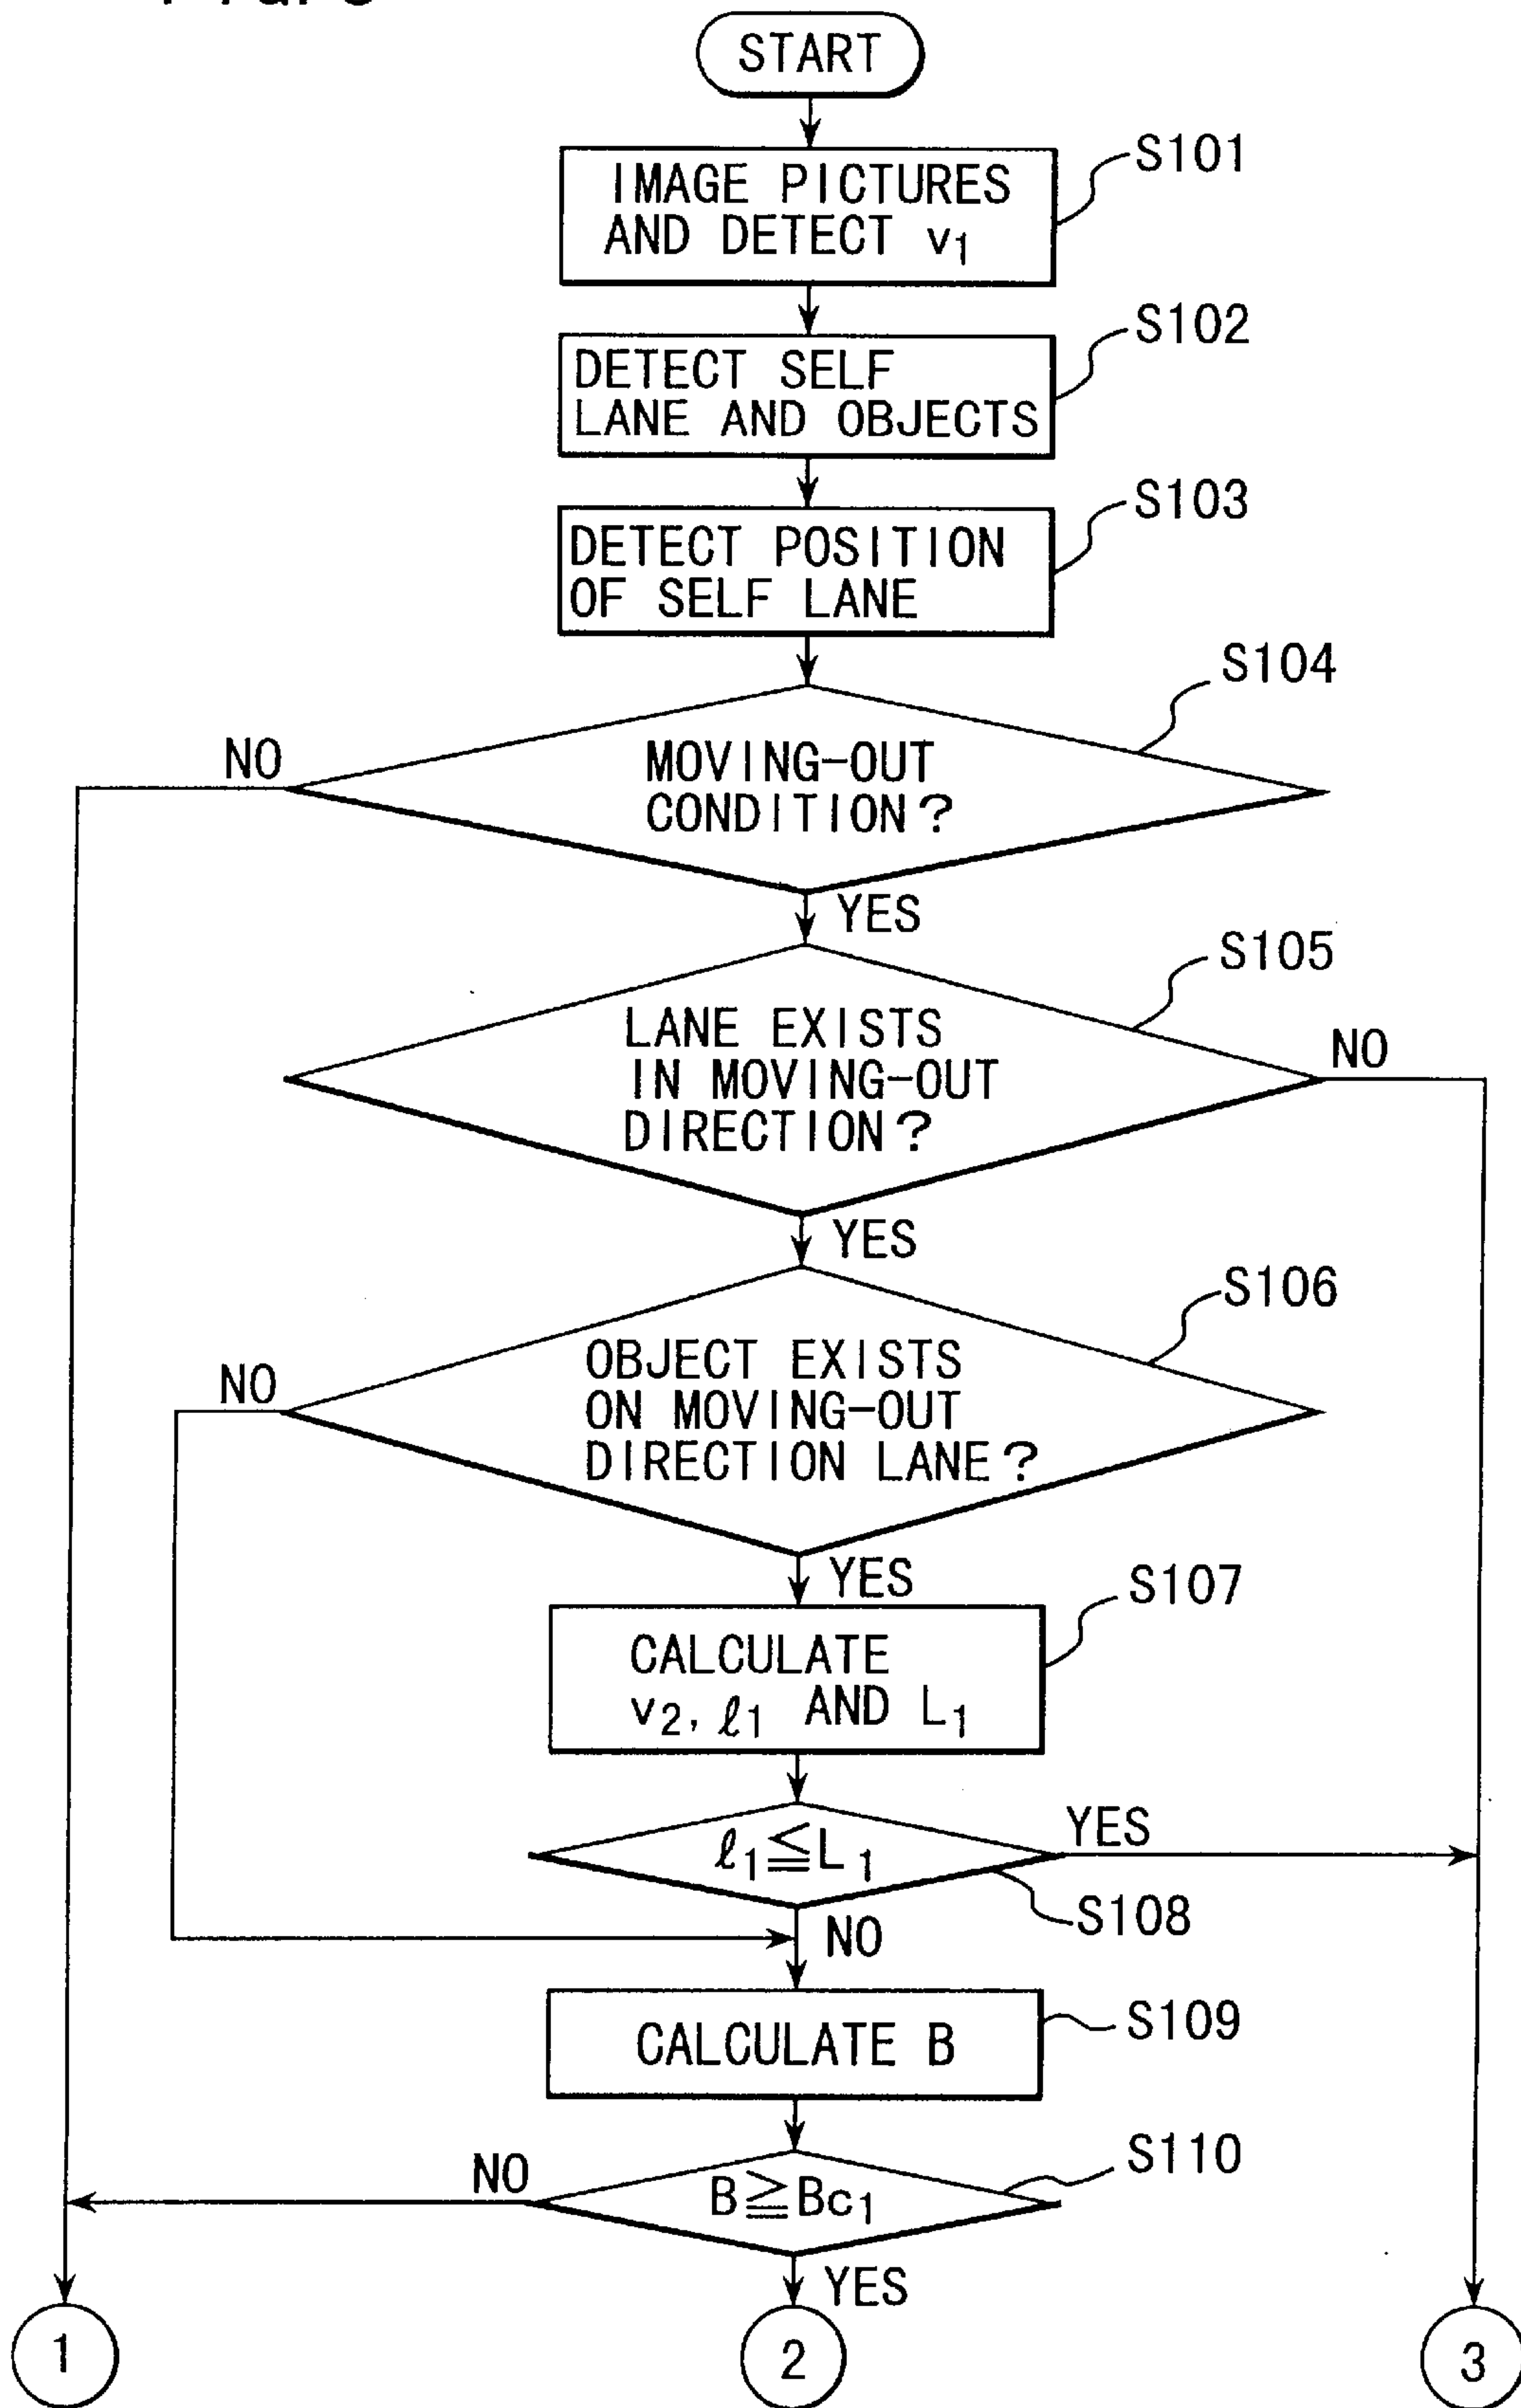 START
IMAGE PICTURES
AND DETECT v₁
S101
DETECT SELF
LANE AND OBJECTS
S102
DETECT POSITION
OF SELF LANE
S103
MOVING-OUT
CONDITION?
S104
NO
YES
LANE EXISTS
IN MOVING-OUT
DIRECTION?
S105
NO
YES
OBJECT EXISTS
ON MOVING-OUT
DIRECTION LANE?
S106
NO
YES
CALCULATE
v₂, ℓ₁ AND L₁
S107
ℓ₁≦L₁
YES
S108
NO
CALCULATE B
S109
B≧Bc₁
S110
NO
YES
1
2
3